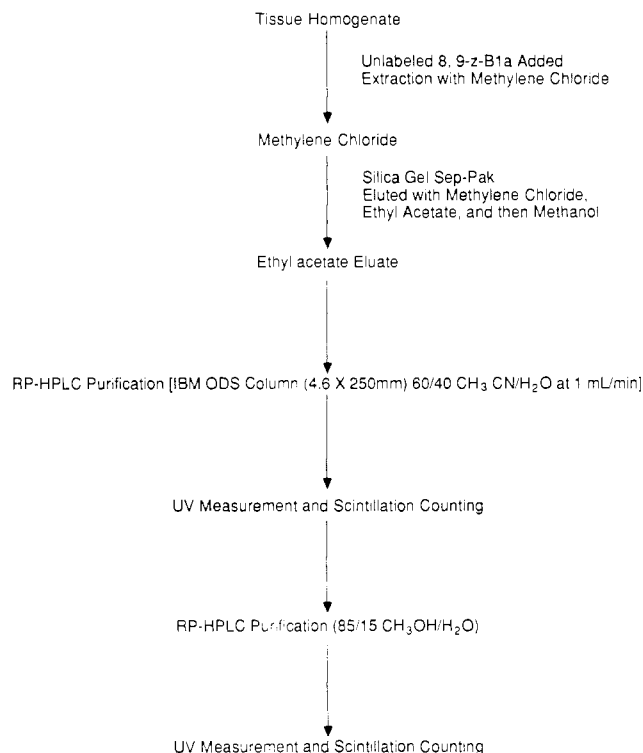 Tissue Homogenate
Unlabeled 8, 9-z-B1a Added
Extraction with Methylene Chloride
Methylene Chloride
Silica Gel Sep-Pak
Eluted with Methylene Chloride,
Ethyl Acetate, and then Methanol
Ethyl acetate Eluate
RP-HPLC Purification [IBM ODS Column (4.6 X 250mm) 60/40 CH₃ CN/H₂O at 1 mL/min]
UV Measurement and Scintillation Counting
RP-HPLC Purification (85/15 CH₃OH/H₂O)
UV Measurement and Scintillation Counting